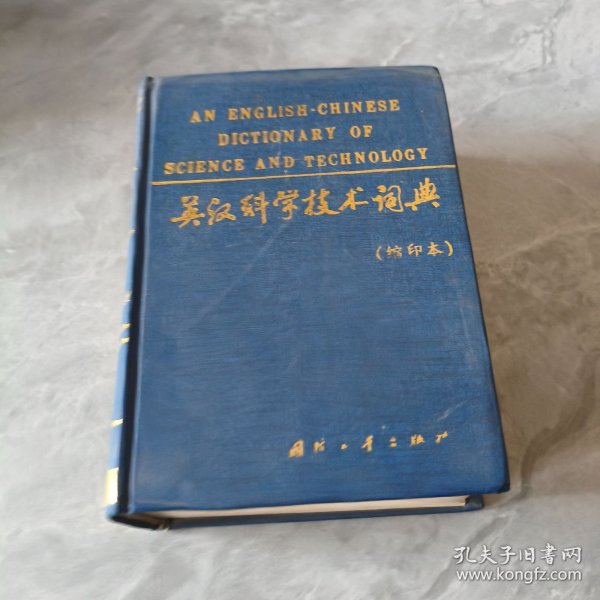 AN ENGLISH-CHINESE
DICTIONARY OF
SCIENCE AND TECHNOLOGY
英汉科学技术词典
(缩印本)
国防工业出版社
孔夫子旧书网
www.kongfz.com